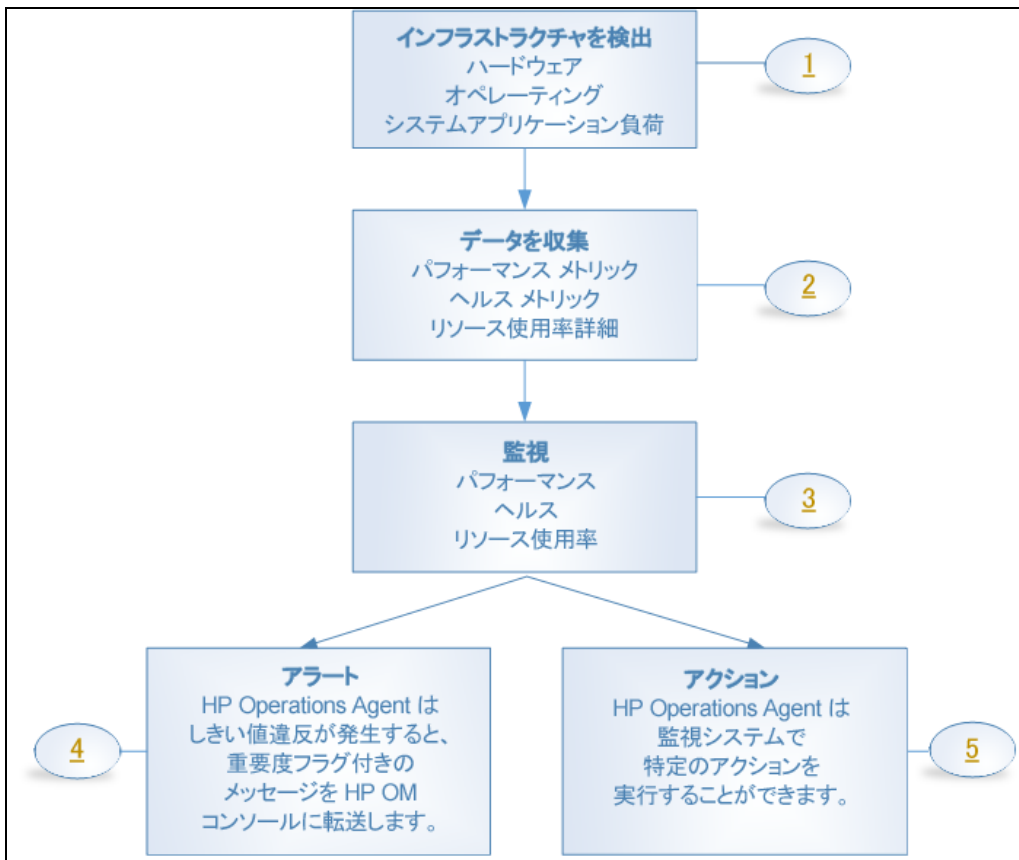 インフラストラクチャを検出
ハードウェア
オペレーティング
システムアプリケーション負荷
1
データを収集
パフォーマンス メトリック
ヘルス メトリック
リソース使用率詳細
2
監視
パフォーマンス
ヘルス
リソース使用率
3
アラート
HP Operations Agent は
しきい値違反が発生すると、
重要度フラグ付きの
メッセージを HP OM
コンソールに転送します。
4
アクション
HP Operations Agent は
監視システムで
特定のアクションを
実行することができます。
5